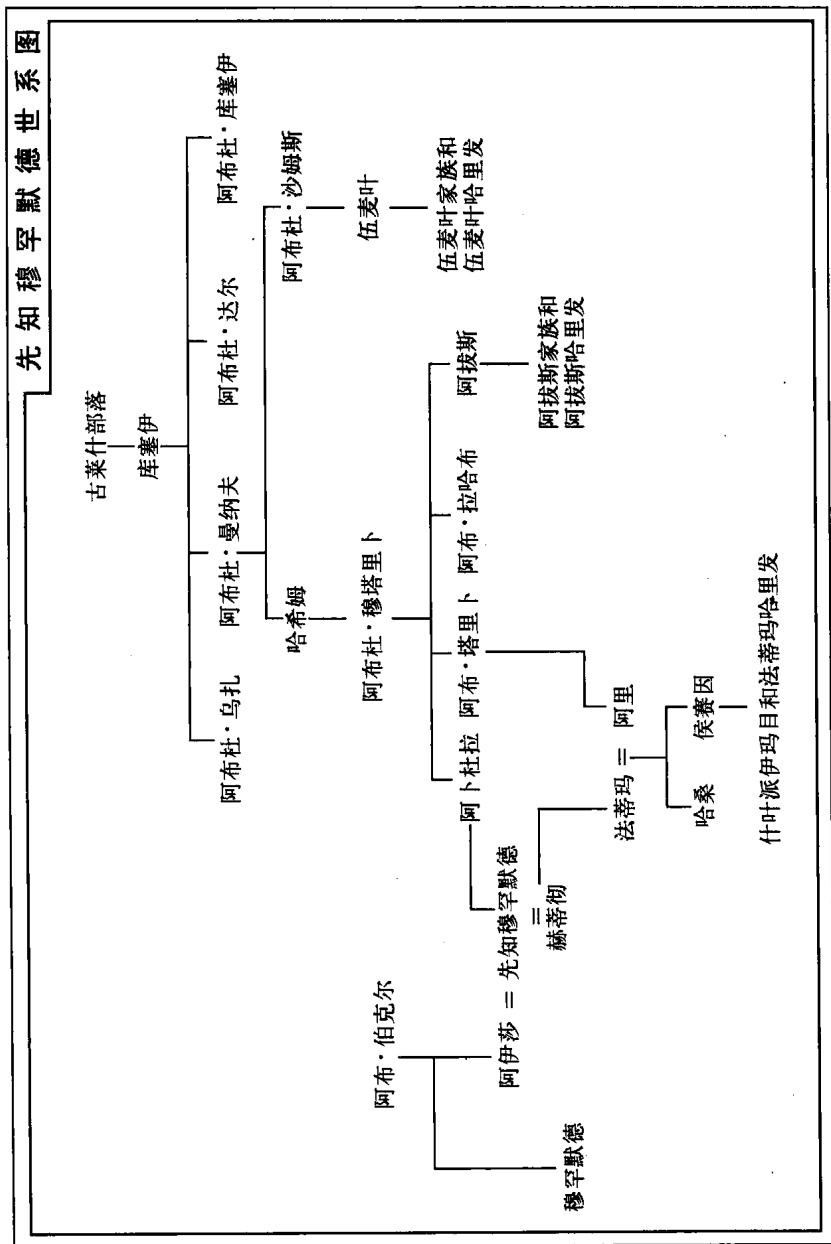 先知穆罕默德世系图
古莱什部落
库塞伊
阿布杜·乌扎
阿布杜·曼纳夫
阿布杜·达尔
阿布杜·库塞伊
哈希姆
阿布杜·沙姆斯
阿布杜·穆塔里卜
伍麦叶
阿布·伯克尔
阿卜杜拉
阿布·塔里卜
阿布·拉哈布
阿拔斯
伍麦叶家族和
伍麦叶哈里发
阿伊莎 = 先知穆罕默德
=
赫蒂彻
阿拔斯家族和
阿拔斯哈里发
穆罕默德
法蒂玛 = 阿里
哈桑
侯赛因
什叶派伊玛目和法蒂玛哈里发